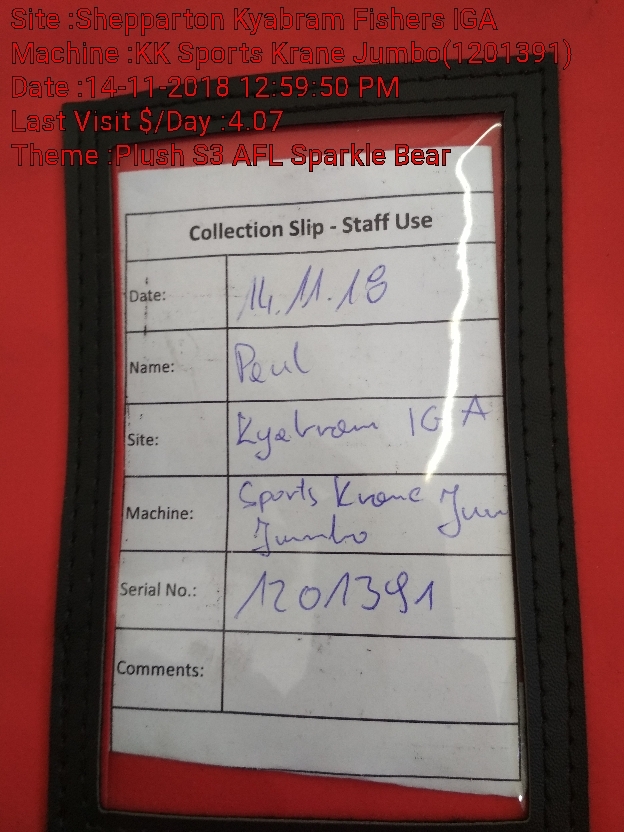 Site :Shepparton Kyabram Fishers IGA
Machine :KK Sports Krane Jumbo(1201391)
Date :14-11-2018 12:59:50 PM
Last Visit $/Day :4.07
Theme :Plush S3 AFL Sparkle Bear
Collection Slip - Staff Use
Date: 14.11.18
Name: Paul
Site: Kyabram IGA
Machine: Sports Krane Jum
Jumbo
Serial No.: 1201391
Comments: